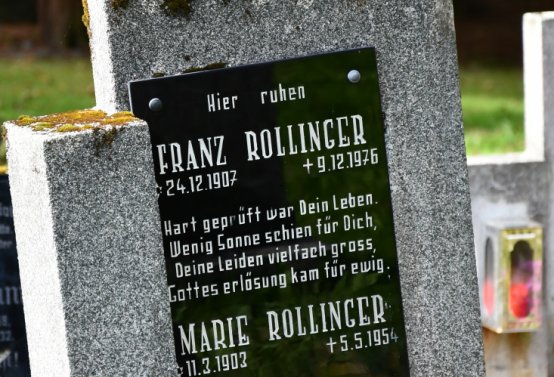 Hier ruhen
FRANZ ROLLINGER
*24.12.1907 +9.12.1976
Hart geprüft war Dein Leben.
Wenig Sonne schien für Dich,
Deine Leiden vielfach gross,
Gottes erlösung kam für ewig.
MARIE ROLLINGER
*11.3.1903 +5.5.1954